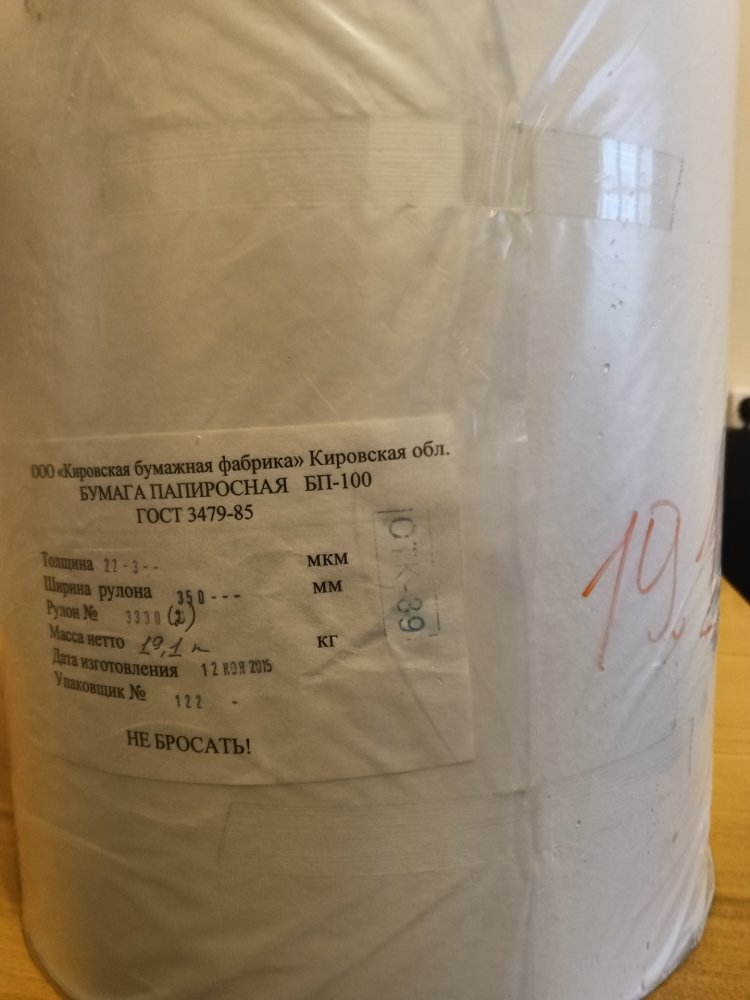 ООО «Кировская бумажная фабрика» Кировская обл.
БУМАГА ПАПИРОСНАЯ БП-100
ГОСТ 3479-85
Толщина 22-3-- мкм
Ширина рулона 350--- мм
Рулон № 3330 (2)
Масса нетто 19,1 кг
Дата изготовления 12 НОЯ 2015
Упаковщик № 122 -
НЕ БРОСАТЬ!
ОТК-39
19,1